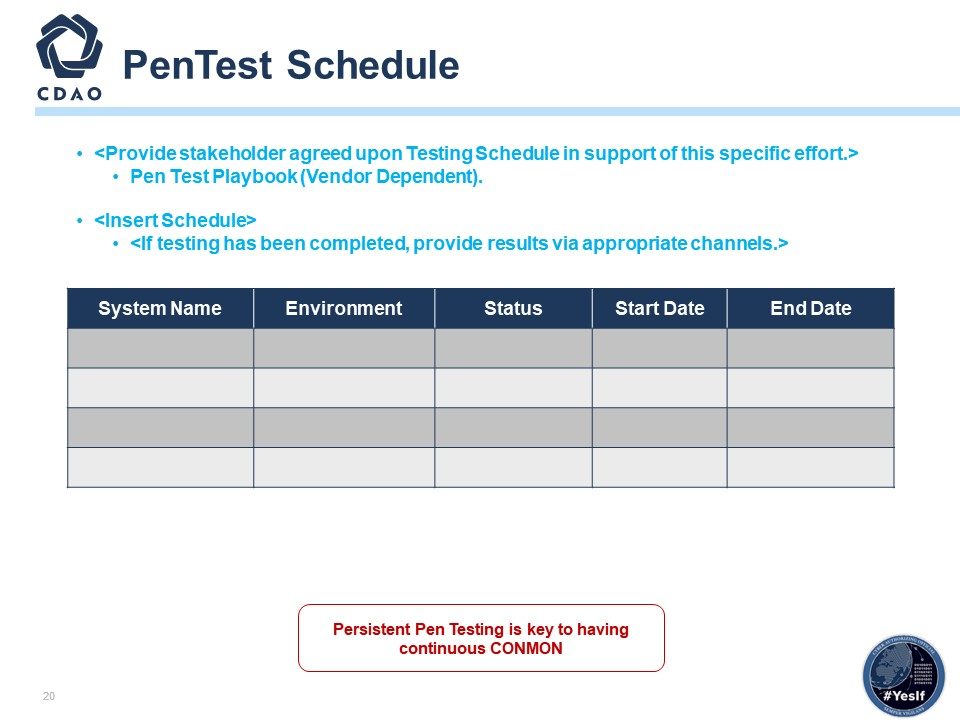 CDAO
PenTest Schedule
• <Provide stakeholder agreed upon Testing Schedule in support of this specific effort.>
• Pen Test Playbook (Vendor Dependent).
• <Insert Schedule>
• <If testing has been completed, provide results via appropriate channels.>
System Name Environment Status Start Date End Date
Persistent Pen Testing is key to having
continuous CONMON
#YesIf
SEMPER VIGILANS
20